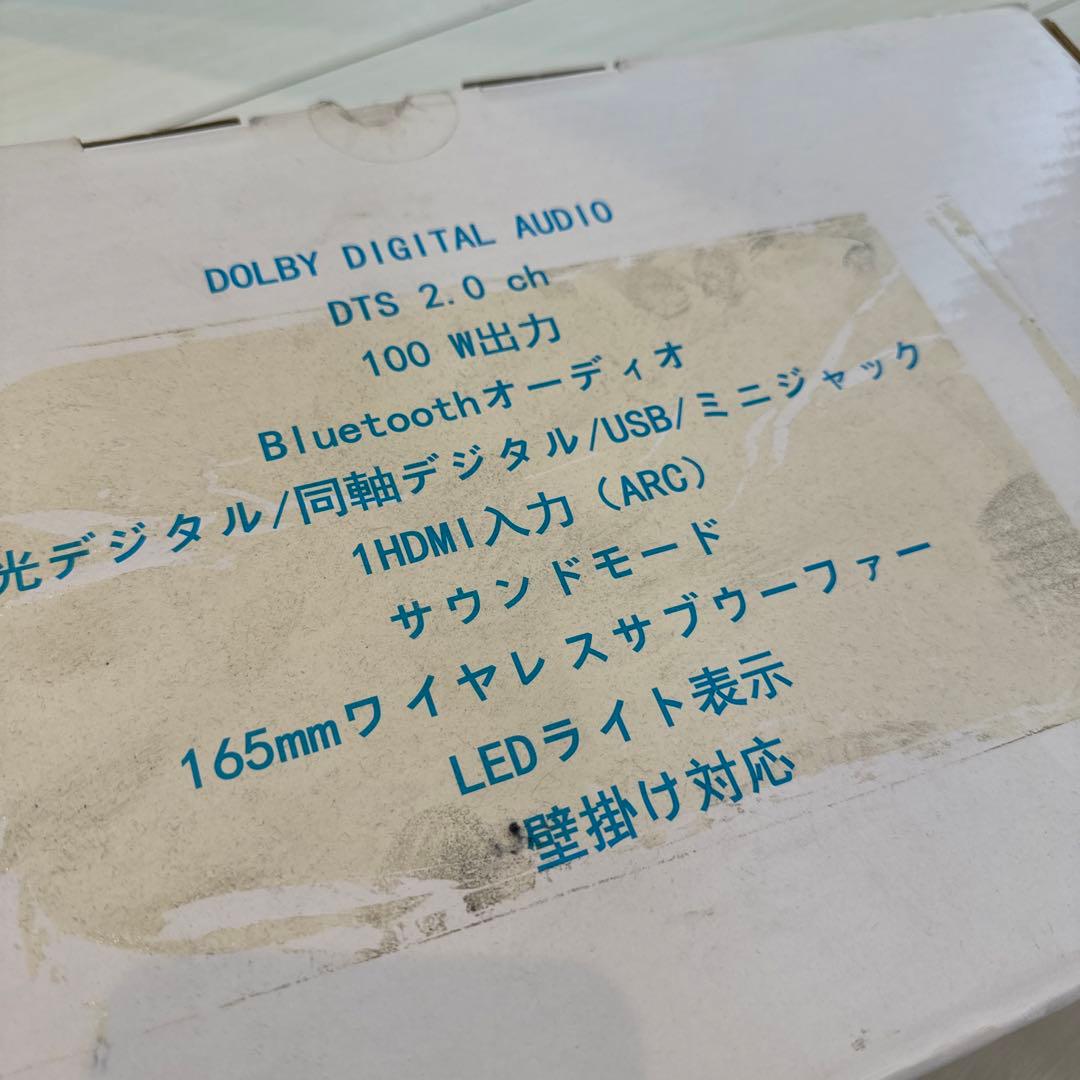 DOLBY DIGITAL AUDIO
DTS 2.0 ch
100 W出力
Bluetoothオーディオ
光デジタル/同軸デジタル/USB/ミニジャック
1HDMI入力（ARC）
サウンドモード
165mmワイヤレスサブウーファー
LEDライト表示
壁掛け対応